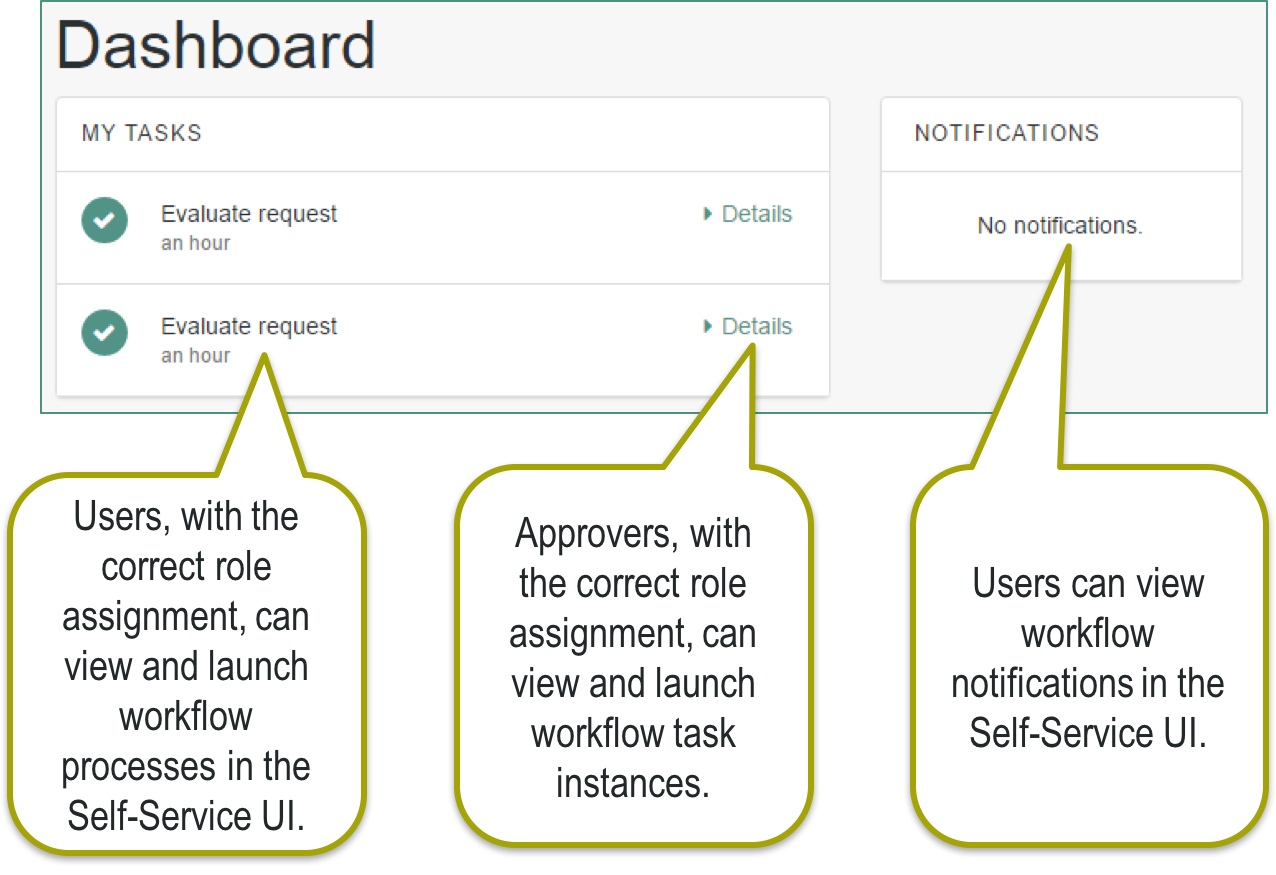 Dashboard
MY TASKS
Evaluate request
an hour
Details
Evaluate request
an hour
Details
NOTIFICATIONS
No notifications.
Users, with the
correct role
assignment, can
view and launch
workflow
processes in the
Self-Service UI.
Approvers, with
the correct role
assignment, can
view and launch
workflow task
instances.
Users can view
workflow
notifications in the
Self-Service UI.